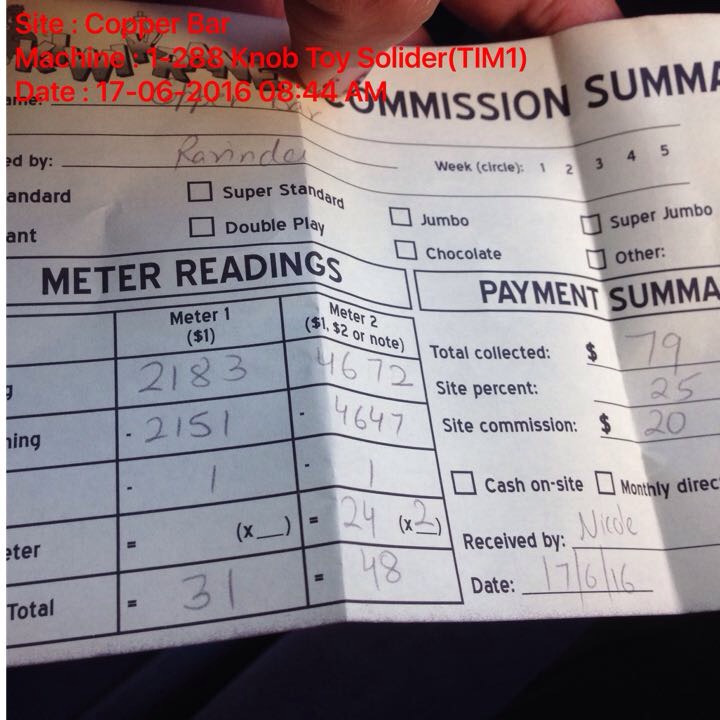 Site : Copper Bar
Machine : 1-288 Knob Toy Solider(TIM1)
Date : 17-06-2016 08:44 AM
COMMISSION SUMMA
ame:
ed by: Ravinder
Week (circle): 1 2 3 4 5
andard Super Standard Jumbo Super Jumbo
ant Double Play Chocolate Other:
METER READINGS
PAYMENT SUMMA
Meter 1 ($1)
Meter 2 ($1, $2 or note)
g 2183 4672
ning - 2151 - 4647
- 1 - 1
eter = (x__) = 24 (x2)
Total = 31 = 48
Total collected: $ 79
Site percent: 25
Site commission: $ 20
Cash on-site Monthly direc
Received by: Nicole
Date: 17/6/16